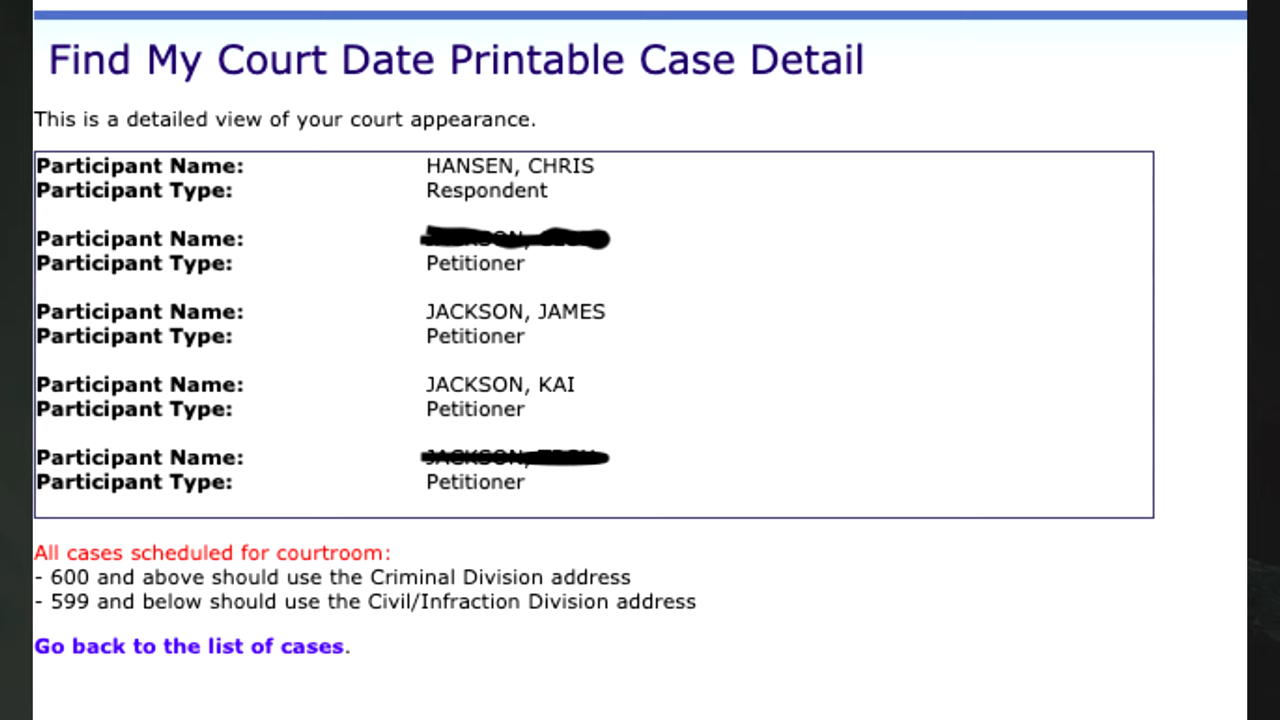 Find My Court Date Printable Case Detail
This is a detailed view of your court appearance.
Participant Name: HANSEN, CHRIS
Participant Type: Respondent
Participant Name:
Participant Type: Petitioner
Participant Name: JACKSON, JAMES
Participant Type: Petitioner
Participant Name: JACKSON, KAI
Participant Type: Petitioner
Participant Name:
Participant Type: Petitioner
All cases scheduled for courtroom:
- 600 and above should use the Criminal Division address
- 599 and below should use the Civil/Infraction Division address
Go back to the list of cases.